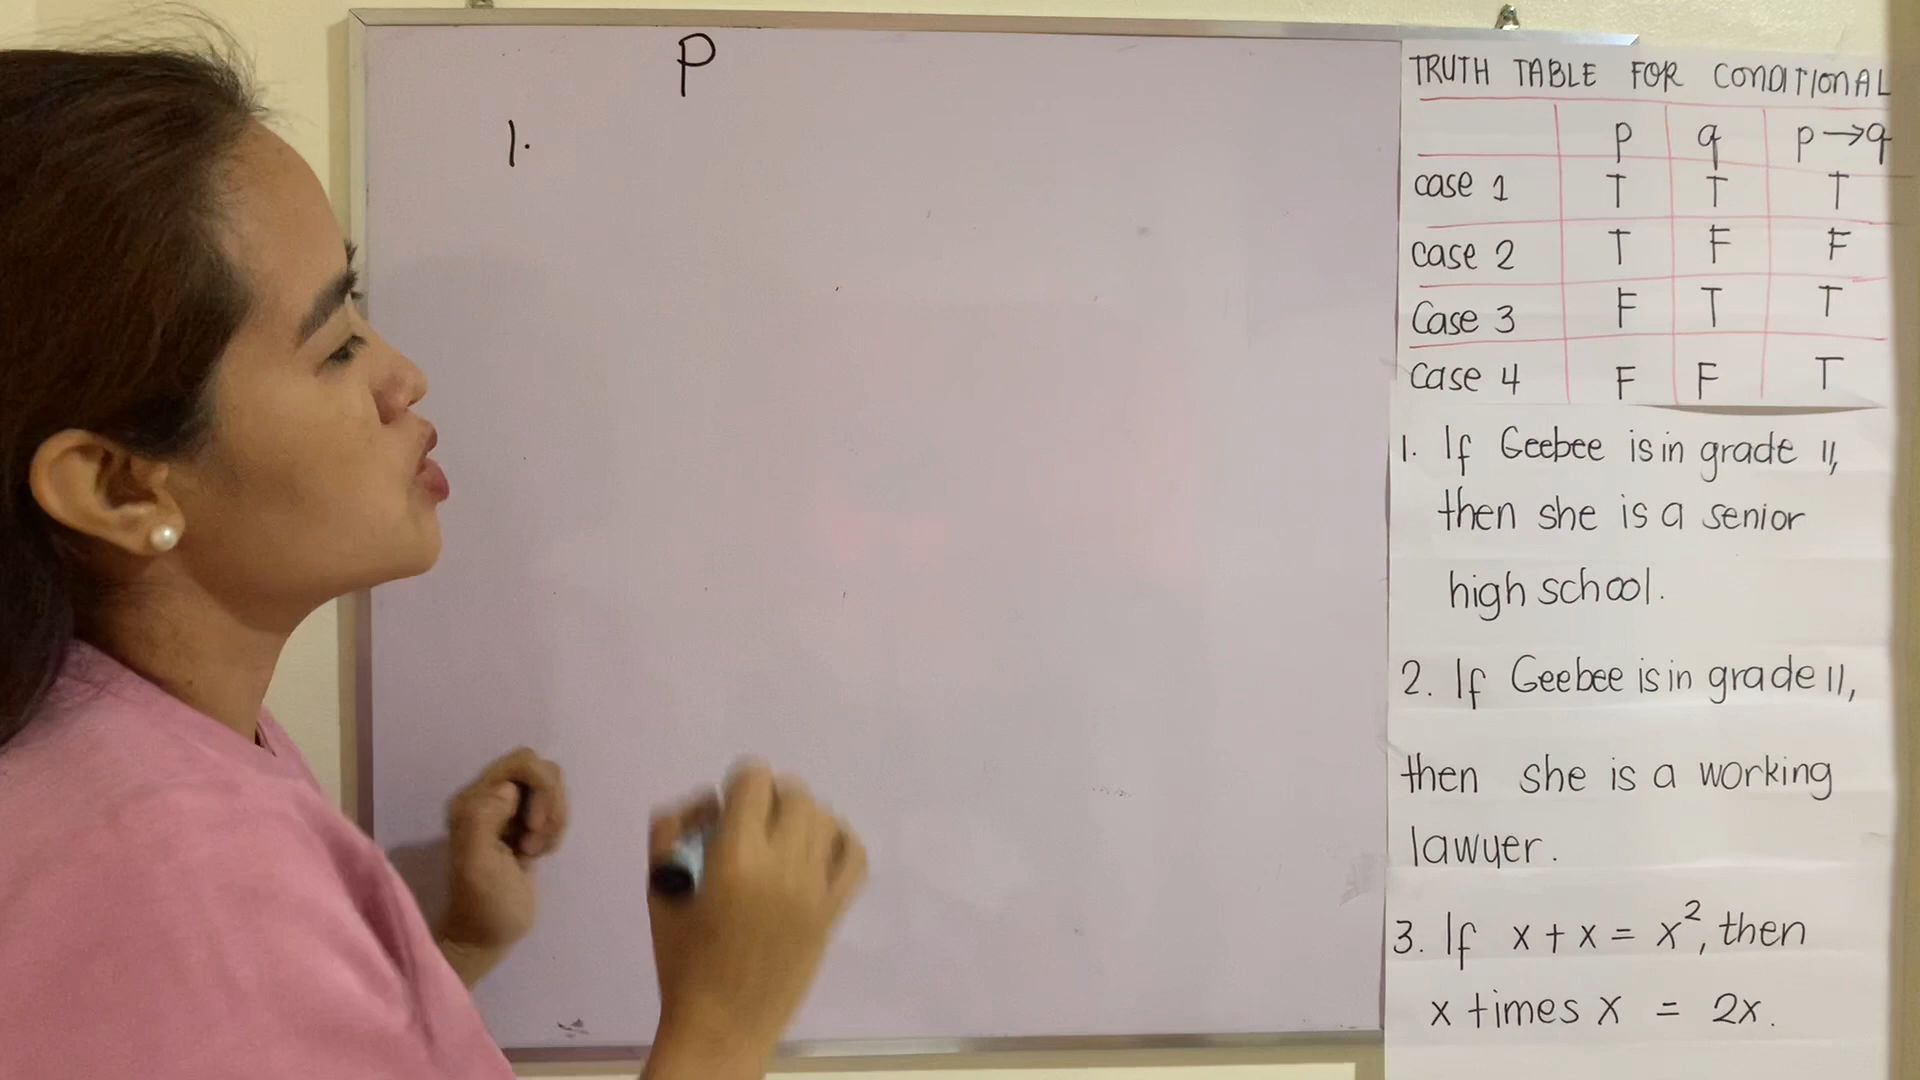 P
1.
TRUTH TABLE FOR CONDITIONAL
p q p→q
case 1 T T T
case 2 T F F
Case 3 F T T
case 4 F F T
1. If Geebee is in grade 11,
then she is a senior
high school.
2. If Geebee is in grade 11,
then she is a working
lawyer.
3. If x + x = x², then
x times x = 2x.